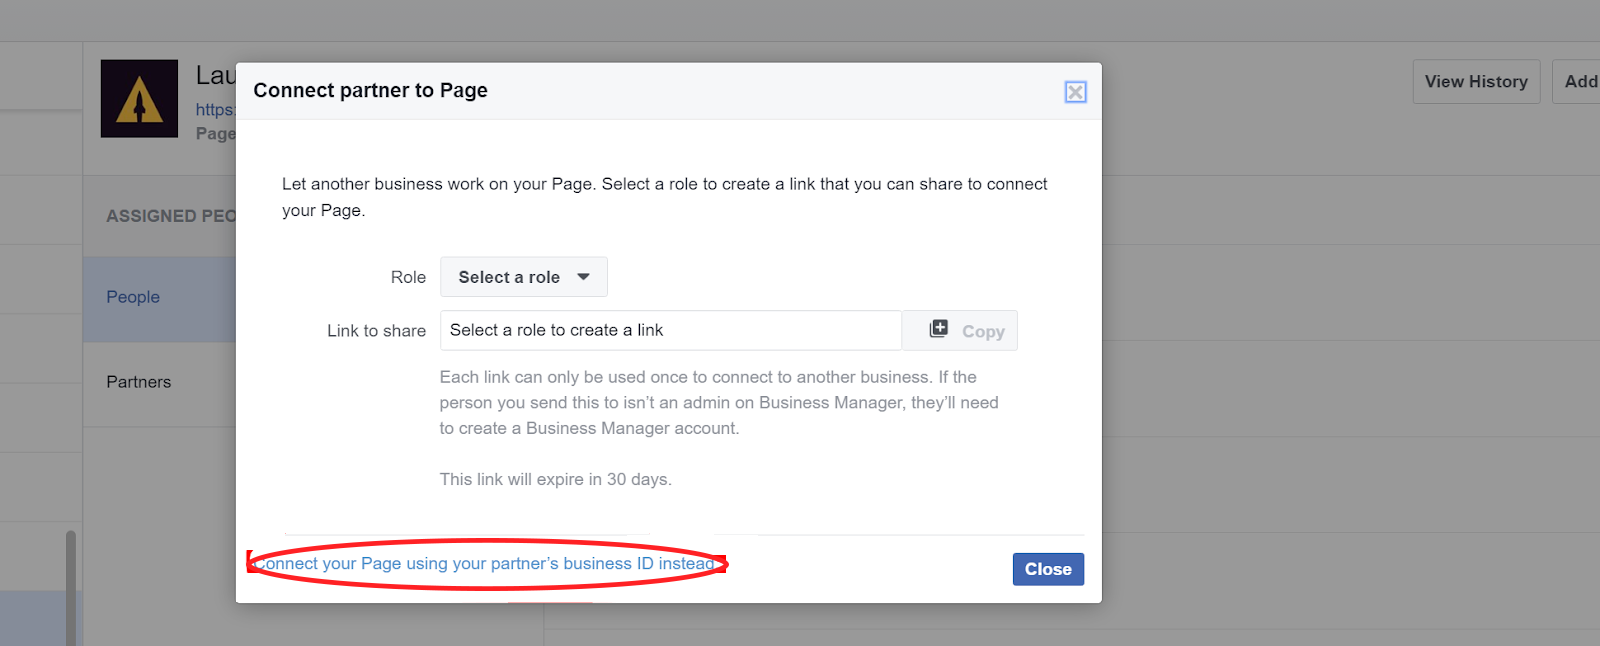 Lau
https:
Page
View History
Add
ASSIGNED PEO
People
Partners
Connect partner to Page
Let another business work on your Page. Select a role to create a link that you can share to connect
your Page.
Role
Select a role
Link to share
Select a role to create a link
Copy
Each link can only be used once to connect to another business. If the
person you send this to isn’t an admin on Business Manager, they’ll need
to create a Business Manager account.
This link will expire in 30 days.
Connect your Page using your partner’s business ID instead
Close